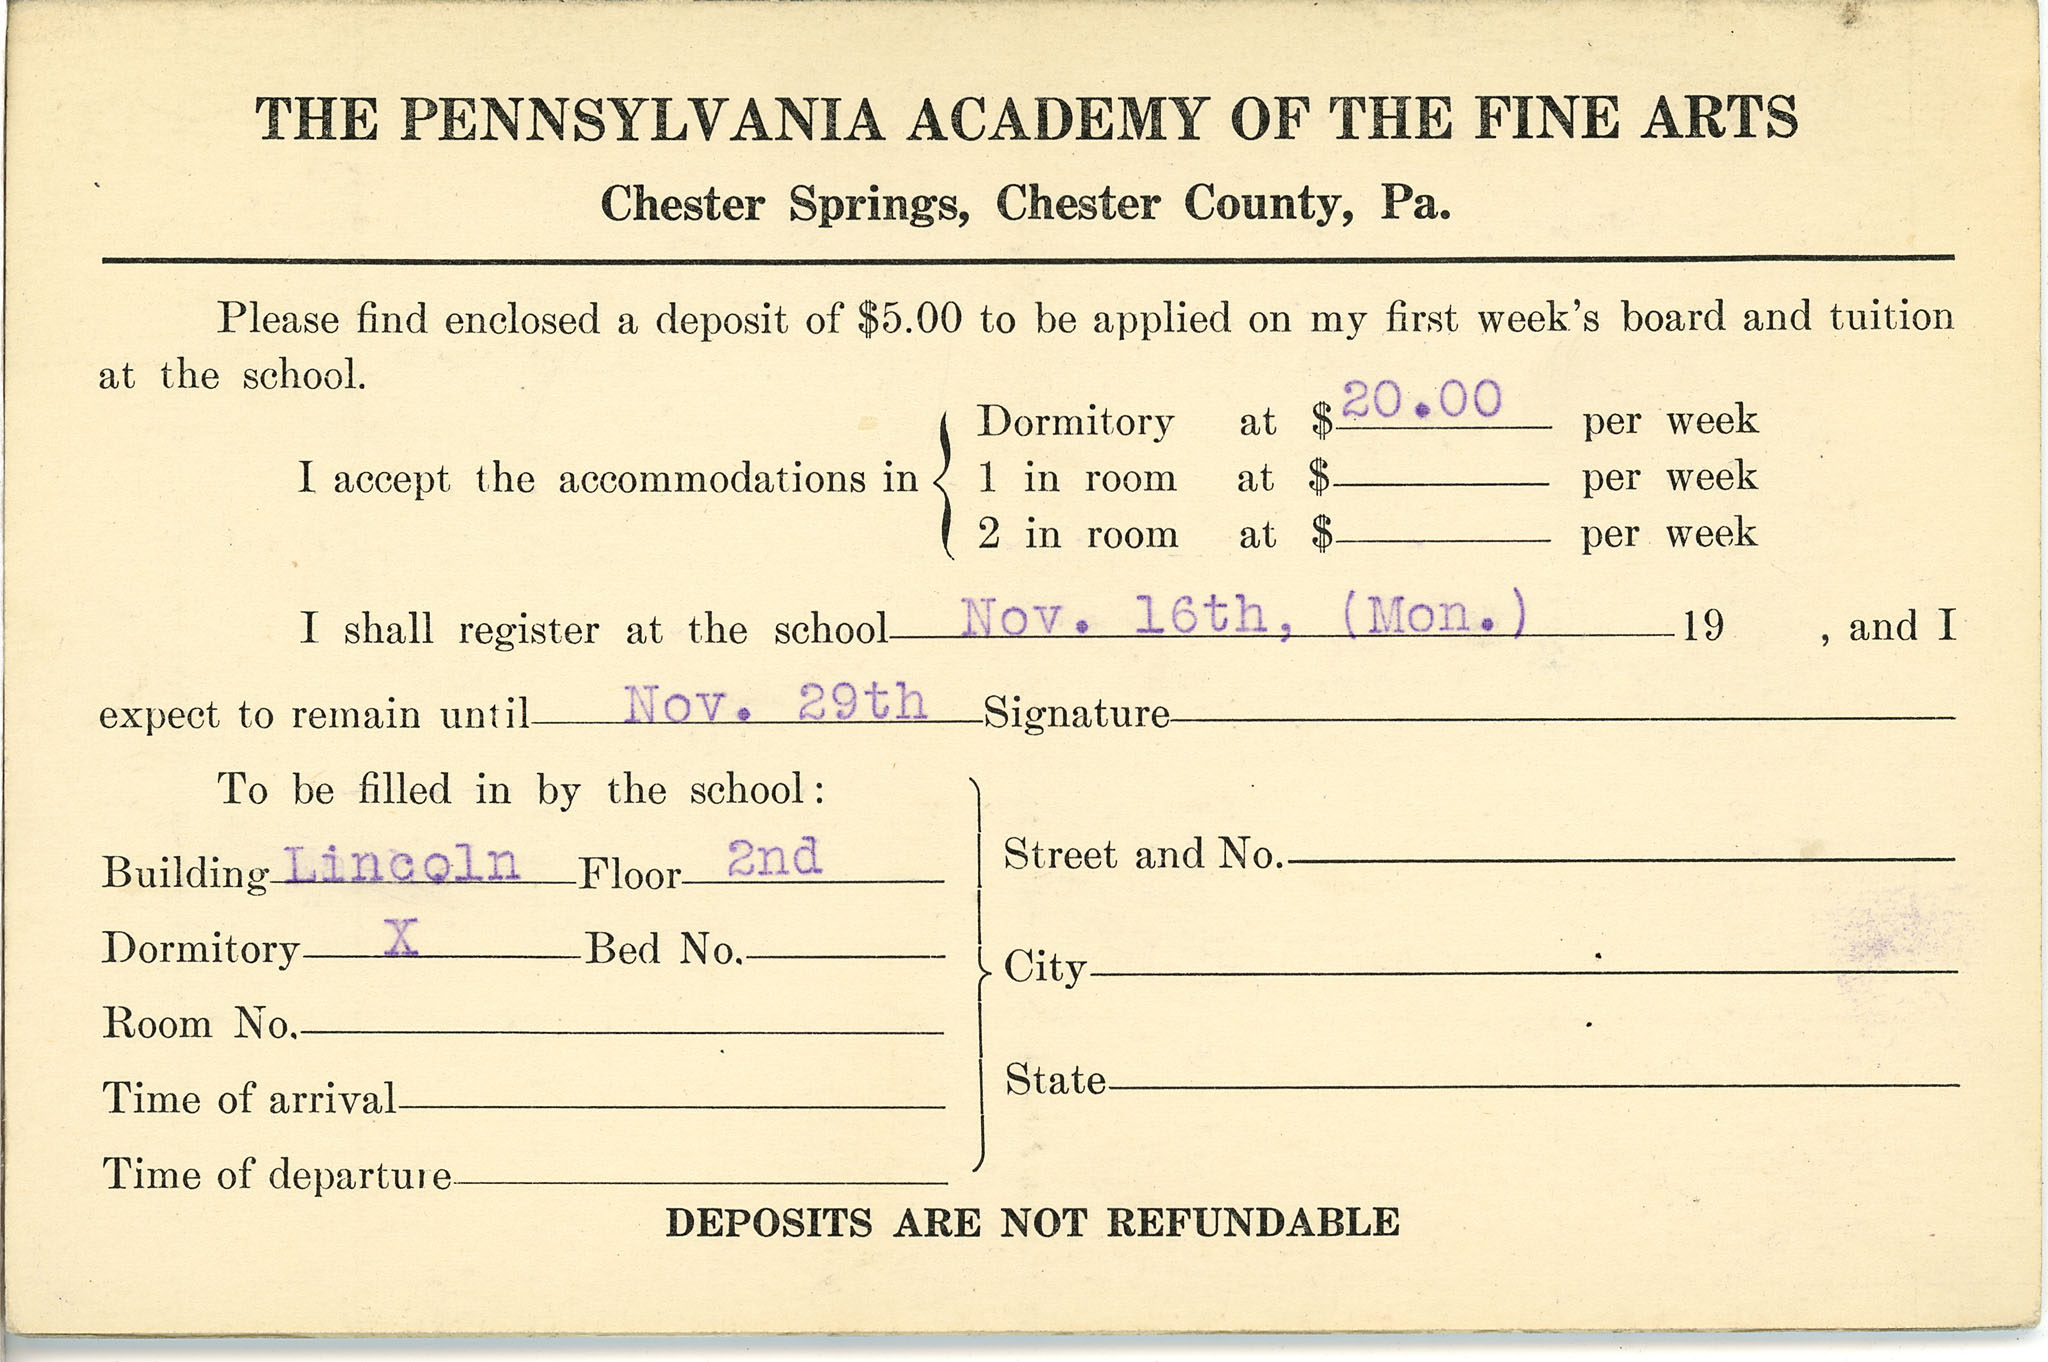 THE PENNSYLVANIA ACADEMY OF THE FINE ARTS
Chester Springs, Chester County, Pa.
Please find enclosed a deposit of $5.00 to be applied on my first week's board and tuition
at the school.
Dormitory at $20.00 per week
I accept the accommodations in 1 in room at $ per week
2 in room at $ per week
I shall register at the school Nov. 16th, (Mon.) 19 , and I
expect to remain until Nov. 29th Signature
To be filled in by the school:
Building Lincoln Floor 2nd
Dormitory X Bed No.
Room No.
Time of arrival
Time of departure
Street and No.
City
State
DEPOSITS ARE NOT REFUNDABLE